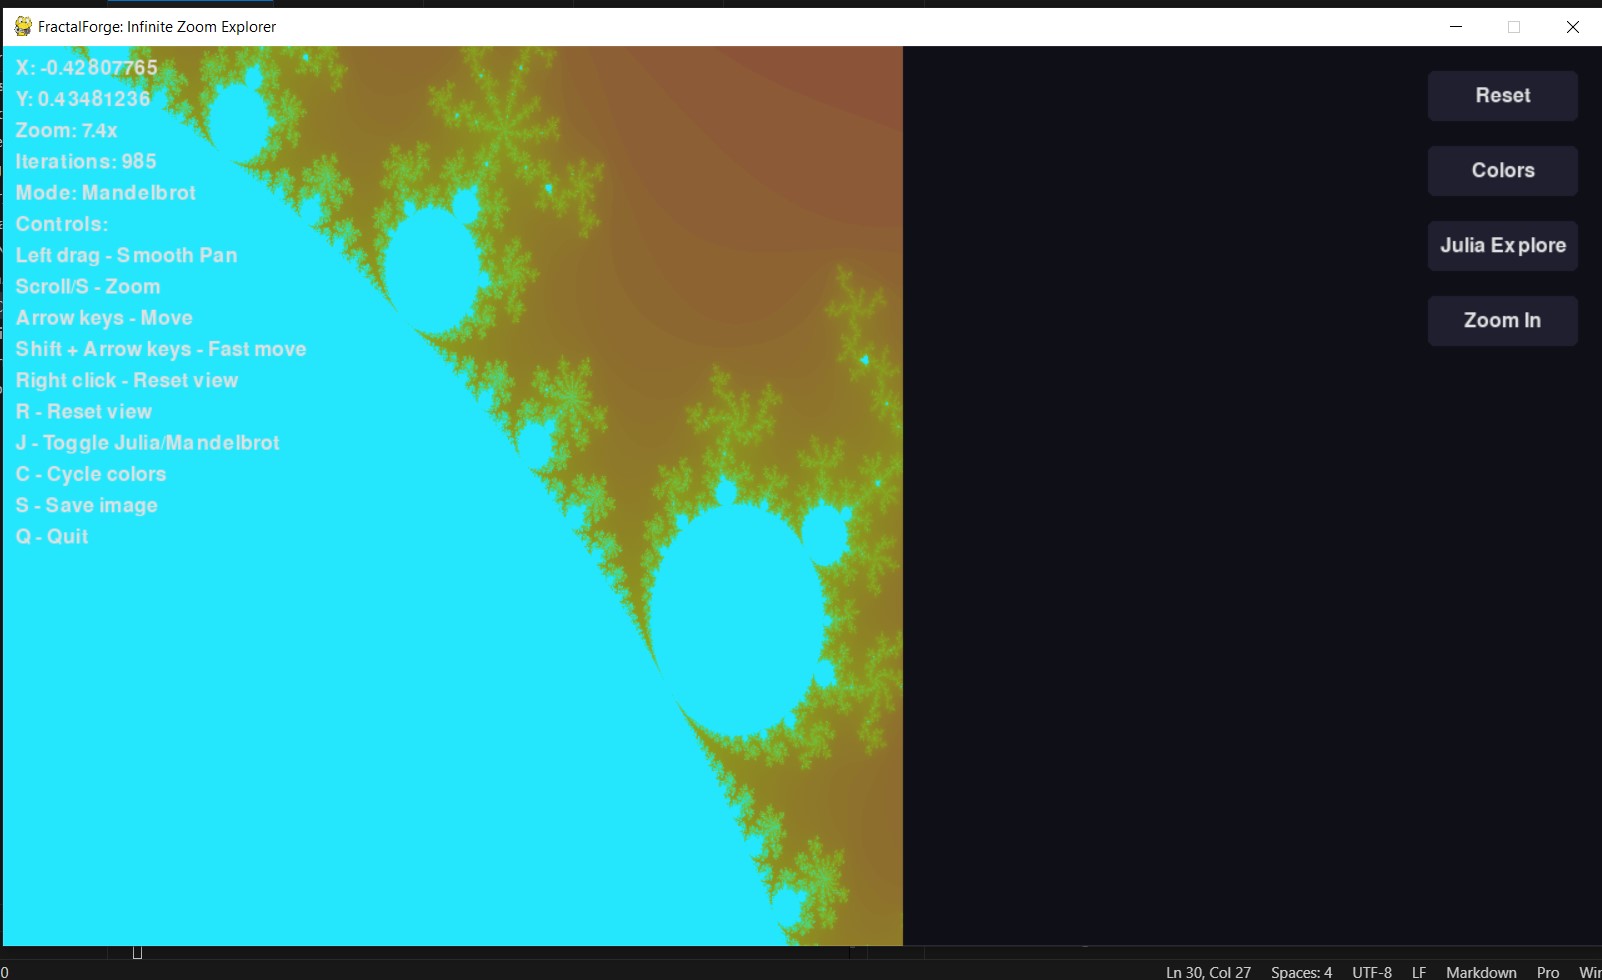 FractalForge: Infinite Zoom Explorer
X: -0.42807765
Y: 0.43481236
Zoom: 7.4x
Iterations: 985
Mode: Mandelbrot
Controls:
Left drag - Smooth Pan
Scroll/S - Zoom
Arrow keys - Move
Shift + Arrow keys - Fast move
Right click - Reset view
R - Reset view
J - Toggle Julia/Mandelbrot
C - Cycle colors
S - Save image
Q - Quit
Reset
Colors
Julia Explore
Zoom In
0 Ln 30, Col 27 Spaces: 4 UTF-8 LF Markdown Pro